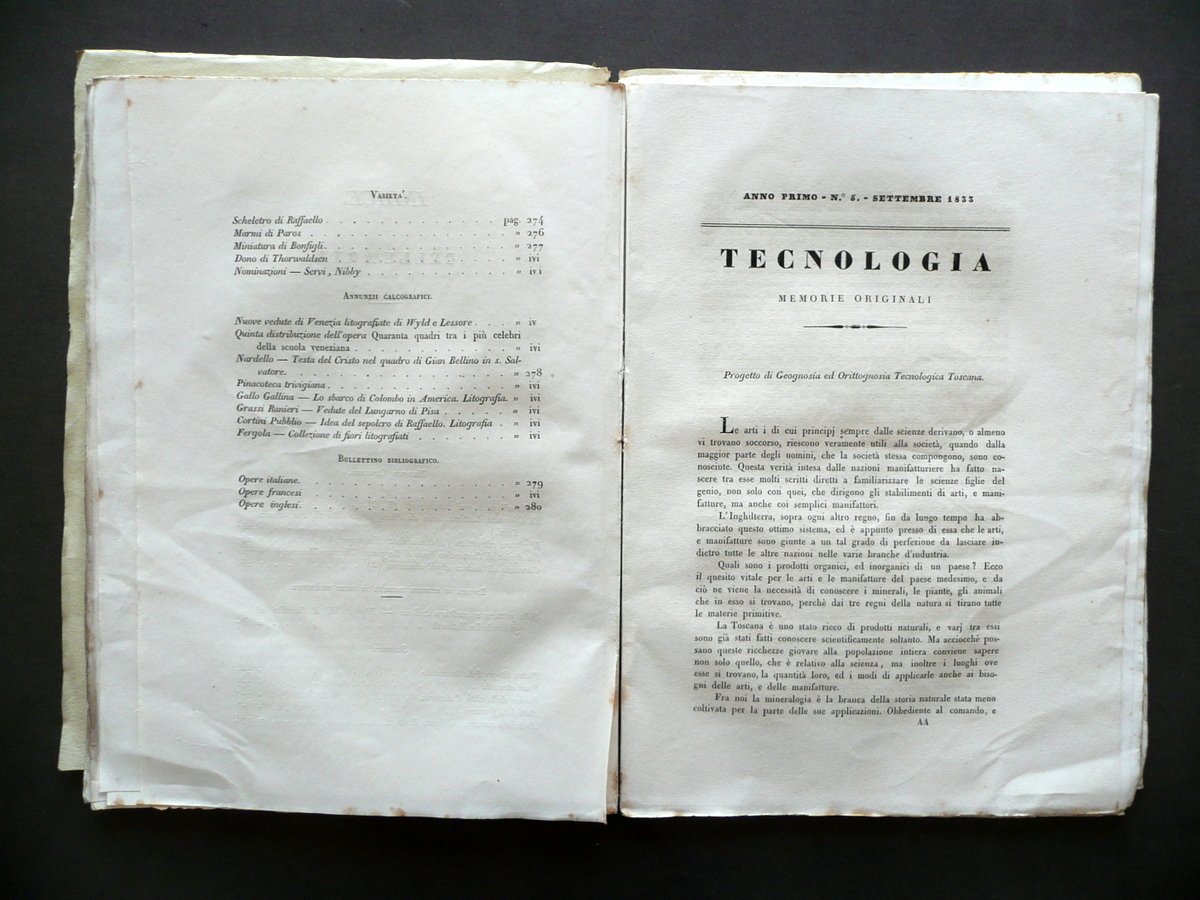 Varietà.
Scheletro di Raffaello . . . . . . . . . . . . . . . pag. 274
Marmi di Paros . . . . . . . . . . . . . . . . . . » 276
Miniatura di Bonfigli. . . . . . . . . . . . . . . . » 277
Dono di Thorwaldsen . . . . . . . . . . . . . . . » ivi
Nominazioni — Servi, Nibby . . . . . . . . . . . . » ivi
Annunzii calcografici.
Nuove vedute di Venezia litografiate di Wyld e Lessore . . . » iv
Quinta distribuzione dell'opera Quaranta quadri tra i più celebri
della scuola veneziana . . . . . . . . . . . . . » ivi
Nardello — Testa del Cristo nel quadro di Gian Bellino in s. Sal-
vatore. . . . . . . . . . . . . . . . . . . » 278
Pinacoteca trivigiana . . . . . . . . . . . . . . . » ivi
Gallo Gallina — Lo sbarco di Colombo in America. Litografia. » ivi
Grassi Ranieri — Vedute del Lungarno di Pisa . . . . . » ivi
Cortini Pubblio — Idea del sepolcro di Raffaello. Litografia . » ivi
Fergola — Collezione di fiori litografiati . . . . . . . » ivi
Bullettino bibliografico.
Opere italiane. . . . . . . . . . . . . . . . . . » 279
Opere francesi . . . . . . . . . . . . . . . . . . » ivi
Opere inglesi. . . . . . . . . . . . . . . . . . . » 280
ANNO PRIMO - N.° 5. - SETTEMBRE 1833
TECNOLOGIA
MEMORIE ORIGINALI
Progetto di Geognosia ed Orittognosia Tecnologica Toscana.
Le arti i di cui principj sempre dalle scienze derivano, o almeno
vi trovano soccorso, riescono veramente utili alla società, quando dalla
maggior parte degli uomini, che la società stessa compongono, sono co-
nosciute. Questa verità intesa dalle nazioni manifatturiere ha fatto na-
scere tra esse molti scritti diretti a familiarizzare le scienze figlie del
genio, non solo con quei, che dirigono gli stabilimenti di arti, e mani-
fatture, ma anche coi semplici manifattori.
L'Inghilterra, sopra ogni altro regno, fin da lungo tempo ha ab-
bracciato questo ottimo sistema, ed è appunto presso di essa che le arti,
e manifatture sono giunte a un tal grado di perfezione da lasciare in-
dietro tutte le altre nazioni nelle varie branche d'industria.
Quali sono i prodotti organici, ed inorganici di un paese? Ecco
il quesito vitale per le arti e le manifatture del paese medesimo, e da
ciò ne viene la necessità di conoscere i minerali, le piante, gli animali
che in esso si trovano, perchè dai tre regni della natura si tirano tutte
le materie primitive.
La Toscana è uno stato ricco di prodotti naturali, e varj tra essi
sono già stati fatti conoscere scientificamente soltanto. Ma acciocchè pos-
sano queste ricchezze giovare alla popolazione intiera conviene sapere
non solo quello, che è relativo alla scienza, ma inoltre i luoghi ove
esse si trovano, la quantità loro, ed i modi di applicarle anche ai biso-
gni delle arti, e delle manifatture.
Fra noi la mineralogia è la branca della storia naturale stata meno
coltivata per la parte delle sue applicazioni. Obbediente al comando, e
AA